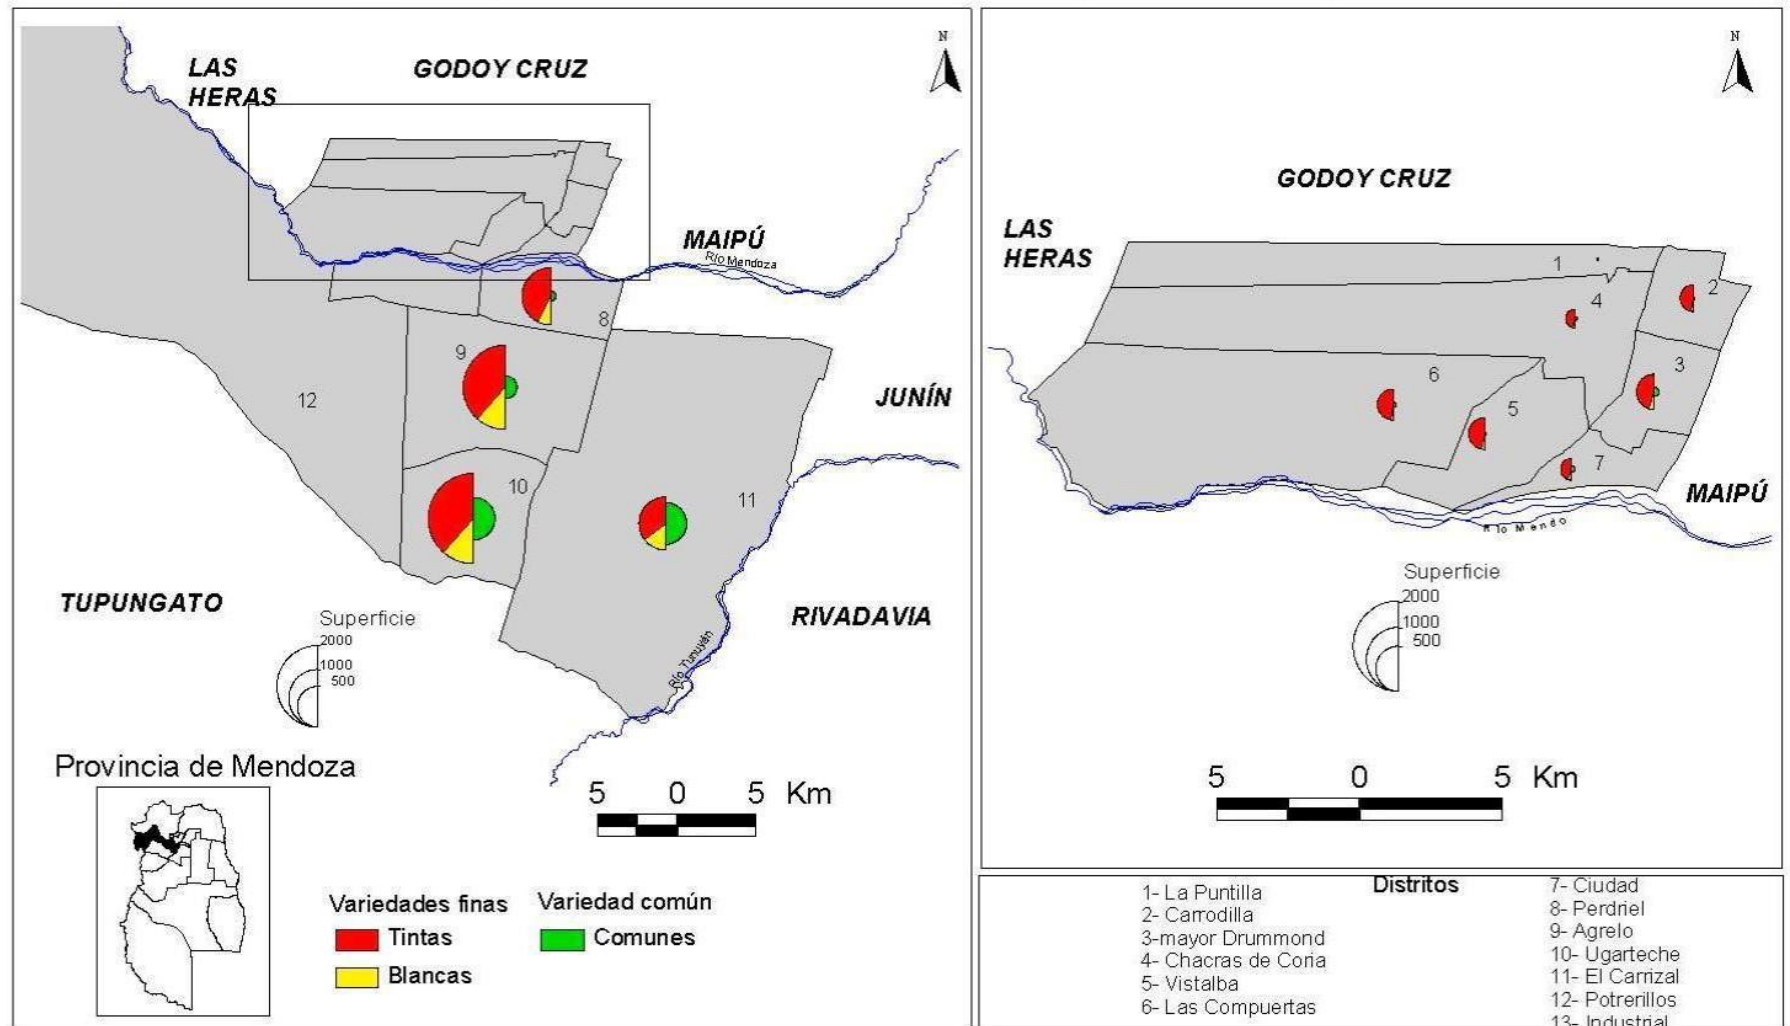 N
LAS
HERAS
GODOY CRUZ
MAIPÚ
Río Mendoza
8
9
12
JUNÍN
10
11
TUPUNGATO
RIVADAVIA
Superficie
2000
1000
500
Río Tunuyán
Provincia de Mendoza
5 0 5 Km
Variedades finas
Tintas
Blancas
Variedad común
Comunes
N
GODOY CRUZ
LAS
HERAS
1
2
4
3
6
5
7
MAIPÚ
Río Mendo
Superficie
2000
1000
500
5 0 5 Km
Distritos
1- La Puntilla
2- Carrodilla
3-mayor Drummond
4- Chacras de Coria
5- Vistalba
6- Las Compuertas
7- Ciudad
8- Perdriel
9- Agrelo
10- Ugarteche
11- El Carrizal
12- Potrerillos
13- Industrial